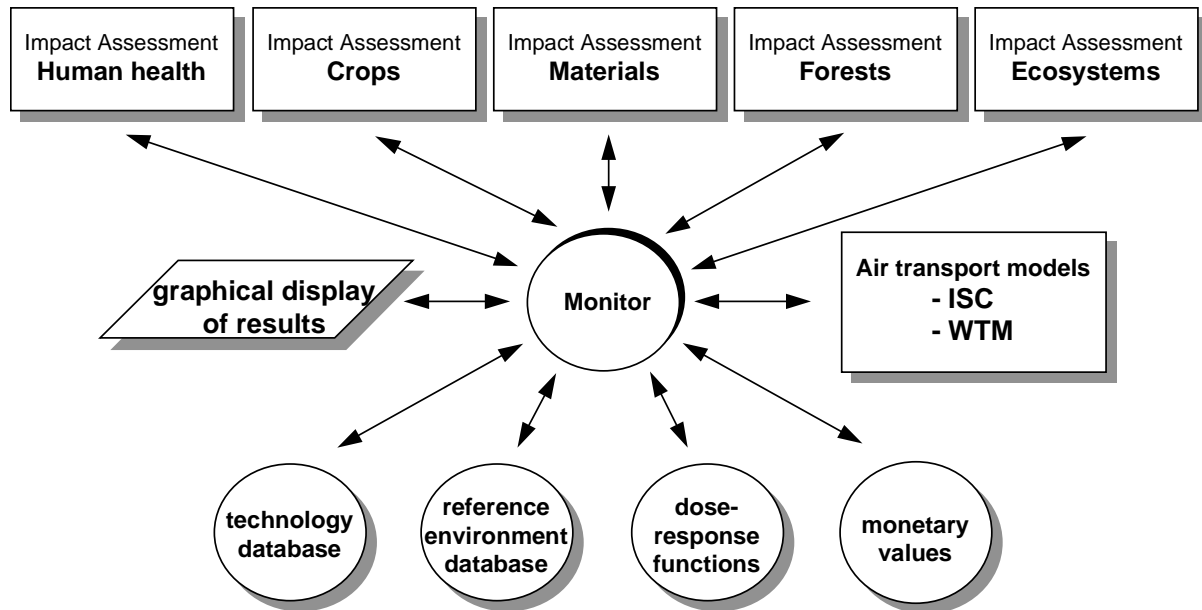 Impact Assessment
Human health
Impact Assessment
Crops
Impact Assessment
Materials
Impact Assessment
Forests
Impact Assessment
Ecosystems
graphical display
of results
Monitor
Air transport models
- ISC
- WTM
technology
database
reference
environment
database
dose-
response
functions
monetary
values